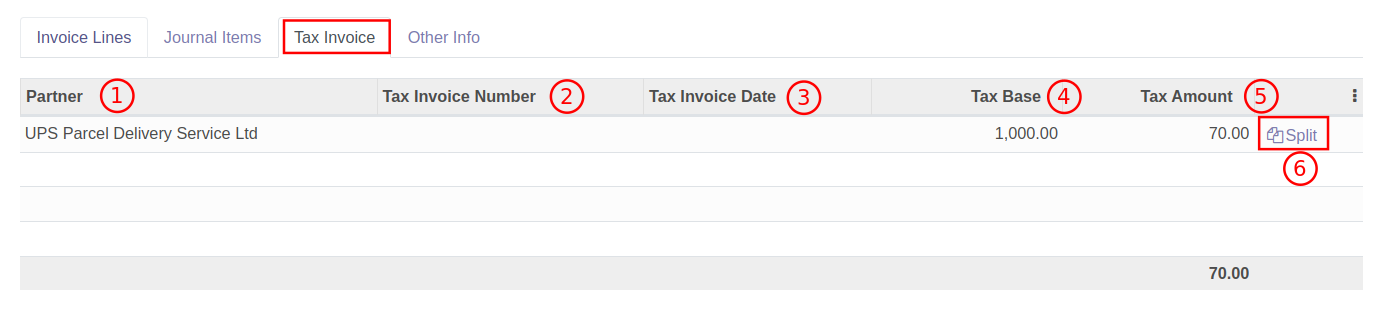 Invoice Lines Journal Items Tax Invoice Other Info
Partner 1 Tax Invoice Number 2 Tax Invoice Date 3 Tax Base 4 Tax Amount 5
UPS Parcel Delivery Service Ltd 1,000.00 70.00 Split
6
70.00